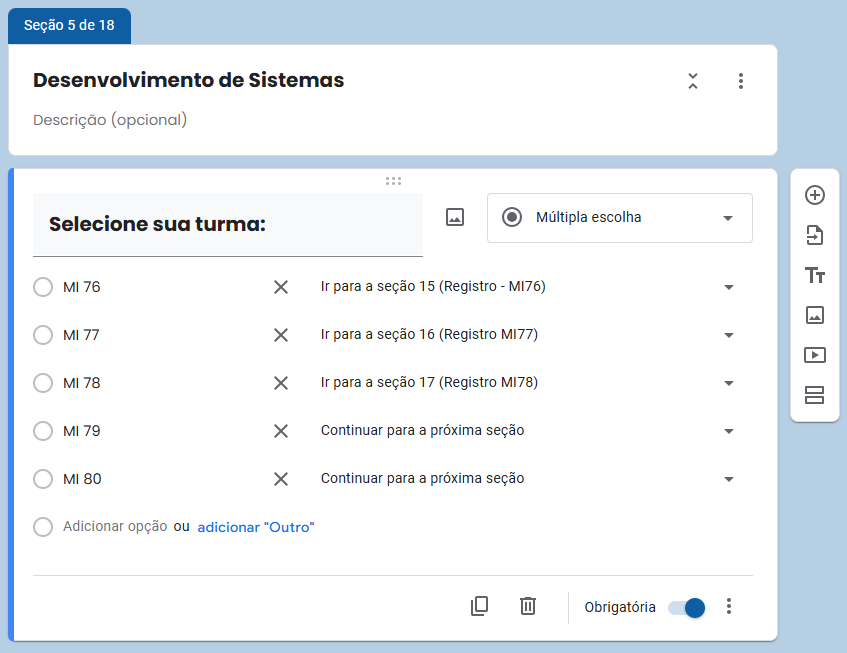 Seção 5 de 18
Desenvolvimento de Sistemas
Descrição (opcional)
Selecione sua turma:
Múltipla escolha
MI 76 Ir para a seção 15 (Registro - MI76)
MI 77 Ir para a seção 16 (Registro MI77)
MI 78 Ir para a seção 17 (Registro MI78)
MI 79 Continuar para a próxima seção
MI 80 Continuar para a próxima seção
Adicionar opção ou adicionar "Outro"
Obrigatória
Tт